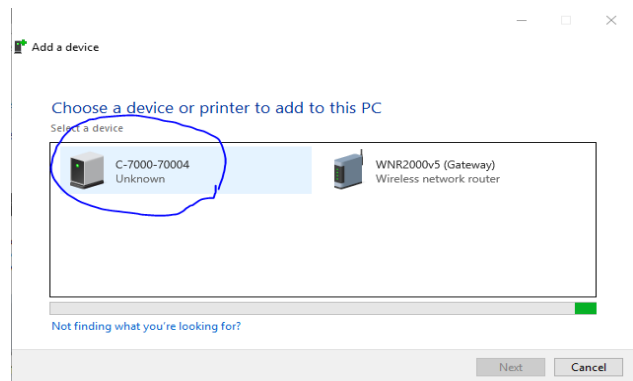 Add a device
Choose a device or printer to add to this PC
Select a device
C-7000-70004
Unknown
WNR2000v5 (Gateway)
Wireless network router
Not finding what you're looking for?
Next
Cancel